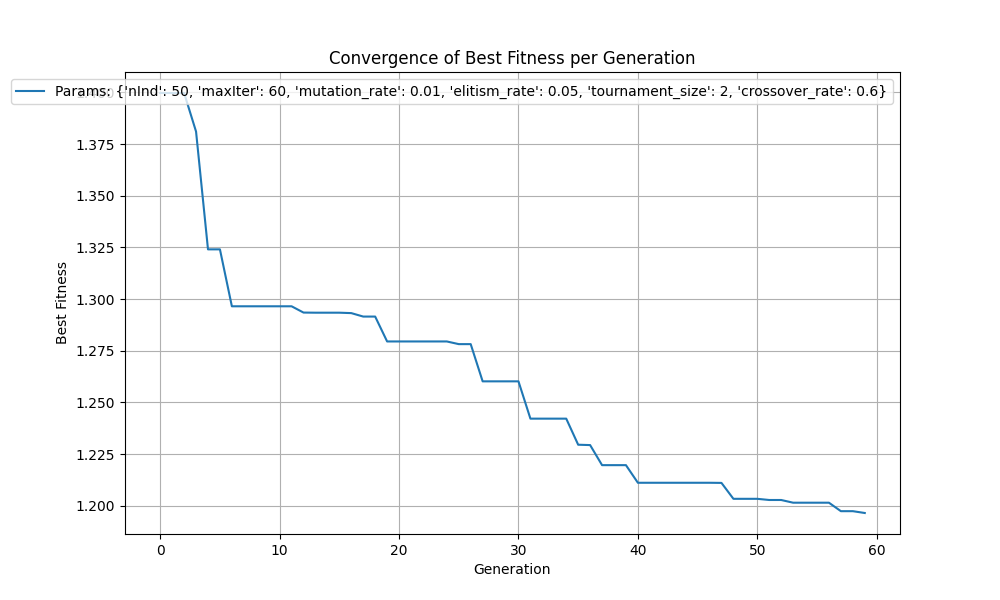 Convergence of Best Fitness per Generation
Params: {'nInd': 50, 'maxIter': 60, 'mutation_rate': 0.01, 'elitism_rate': 0.05, 'tournament_size': 2, 'crossover_rate': 0.6}
1.400
1.375
1.350
1.325
1.300
1.275
1.250
1.225
1.200
Best Fitness
0 10 20 30 40 50 60
Generation